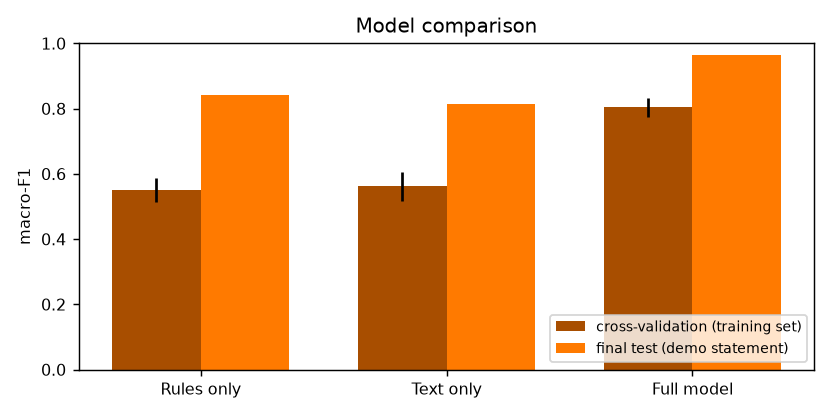 Model comparison
macro-F1
1.0
0.8
0.6
0.4
0.2
0.0
Rules only
Text only
Full model
cross-validation (training set)
final test (demo statement)